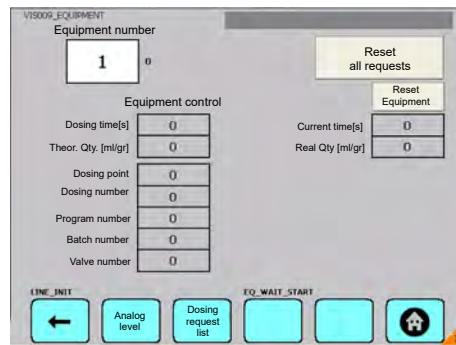 VIS009_EQUIPMENT
Equipment number
1
0
Reset
all requests
Reset
Equipment
Equipment control
Dosing time[s]
0
Current time[s]
0
Theor. Qty. [ml/gr]
0
Real Qty [ml/gr]
0
Dosing point
0
Dosing number
0
Program number
0
Batch number
0
Valve number
0
LINE_INIT
EQ_WAIT_START
Analog
level
Dosing
request
list